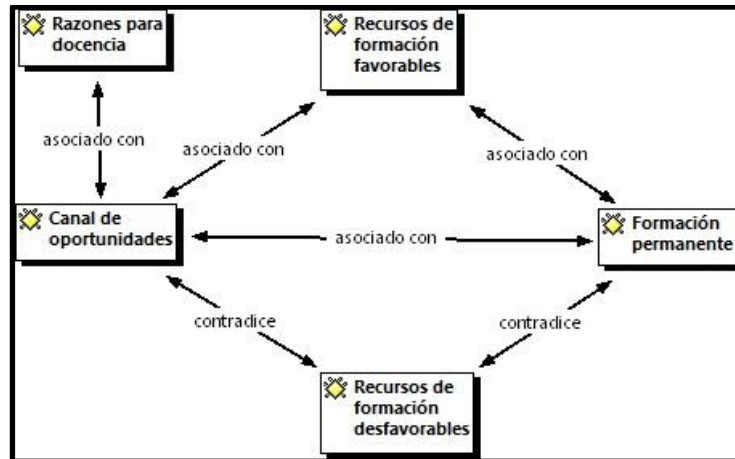 Razones para
docencia
Recursos de
formación
favorables
asociado con
asociado con
asociado con
Canal de
oportunidades
asociado con
Formación
permanente
contradice
contradice
Recursos de
formación
desfavorables